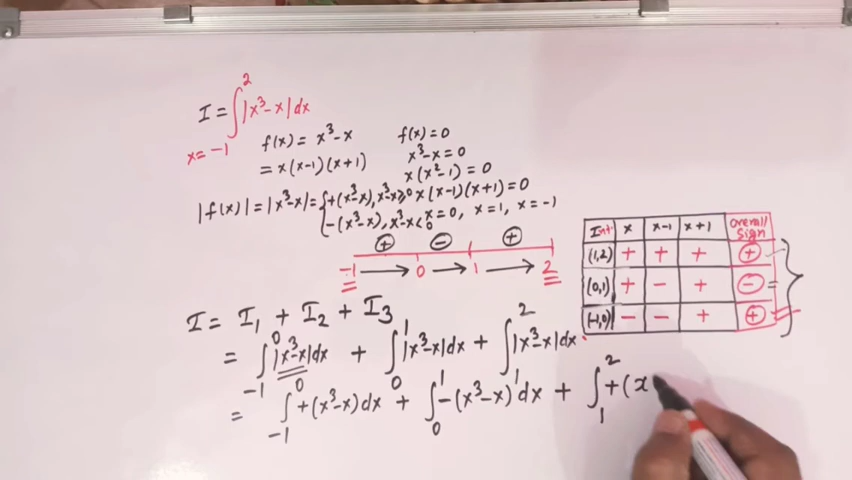 I = ∫_{x=-1}^{2} |x³-x| dx
f(x) = x³-x
= x(x-1)(x+1)
f(x) = 0
x³-x = 0
x(x²-1) = 0
x(x-1)(x+1) = 0
x=0, x=1, x=-1
|f(x)| = |x³-x| = { +(x³-x), x³-x ≥ 0
-(x³-x), x³-x < 0
⊕ ⊖ ⊕
-1 → 0 → 1 → 2
Int x x-1 x+1 overall sign
(1,2) + + + ⊕
(0,1) + - + ⊖
(-1,0) - - + ⊕
I = I₁ + I₂ + I₃
= ∫_{-1}^{0} |x³-x| dx + ∫_{0}^{1} |x³-x| dx + ∫_{1}^{2} |x³-x| dx
= ∫_{-1}^{0} +(x³-x) dx + ∫_{0}^{1} -(x³-x) dx + ∫_{1}^{2} +(x